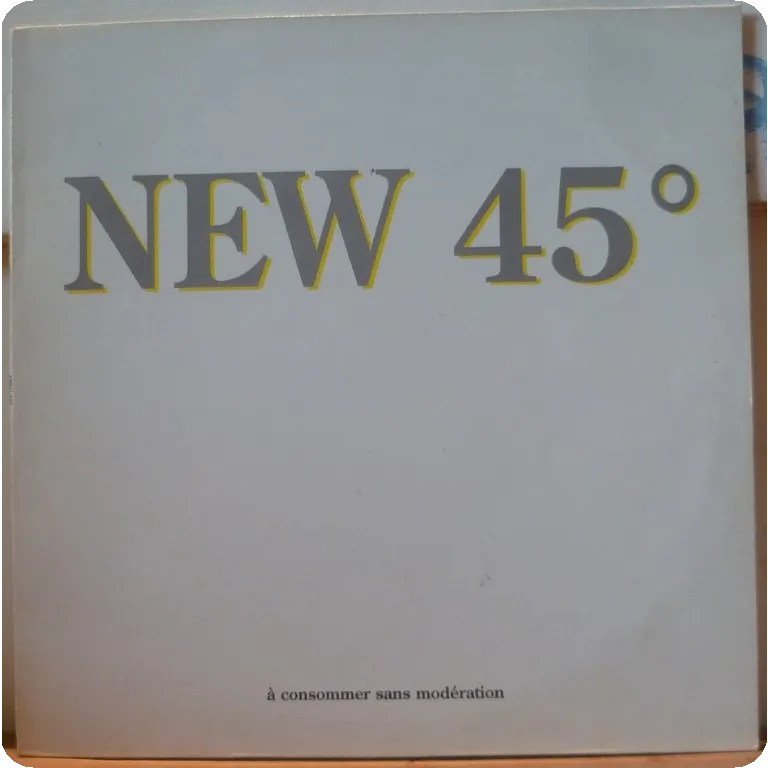 NEW 45°
à consommer sans modération